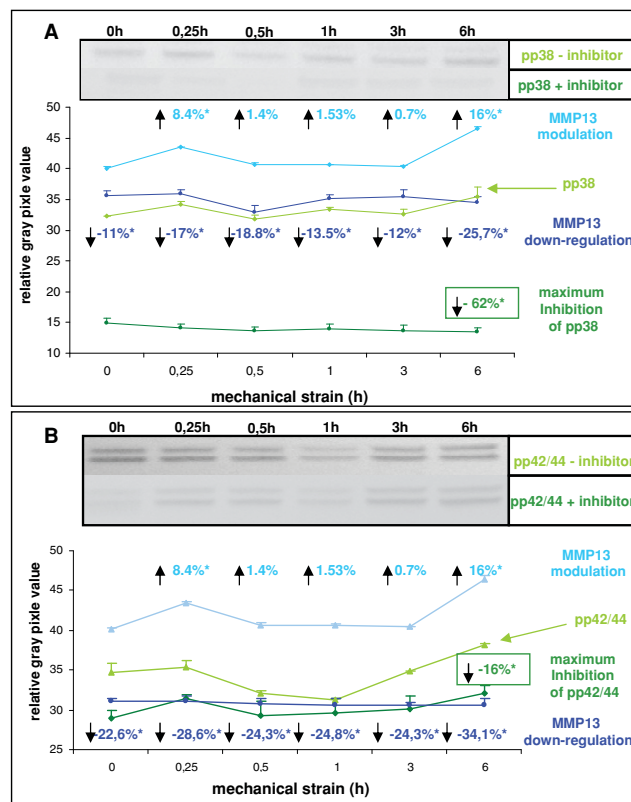 A
0h 0,25h 0,5h 1h 3h 6h
pp38 - inhibitor
pp38 + inhibitor
8.4%* 1.4% 1.53% 0.7% 16%*
MMP13
modulation
pp38
MMP13
down-regulation
-11%* -17%* -18.8%* -13.5%* -12%* -25,7%*
- 62%*
maximum
Inhibition
of pp38
relative gray pixle value
50
45
40
35
30
25
20
15
10
0 0,25 0,5 1 3 6
mechanical strain (h)
B
0h 0,25h 0,5h 1h 3h 6h
pp42/44 - inhibitor
pp42/44 + inhibitor
8.4%* 1.4% 1.53% 0.7% 16%*
MMP13
modulation
pp42/44
-16%*
maximum
Inhibition
of pp42/44
MMP13
down-regulation
-22,6%* -28,6%* -24,3%* -24,8%* -24,3%* -34,1%*
relative gray pixle value
50
45
40
35
30
25
0 0,25 0,5 1 3 6
mechanical strain (h)